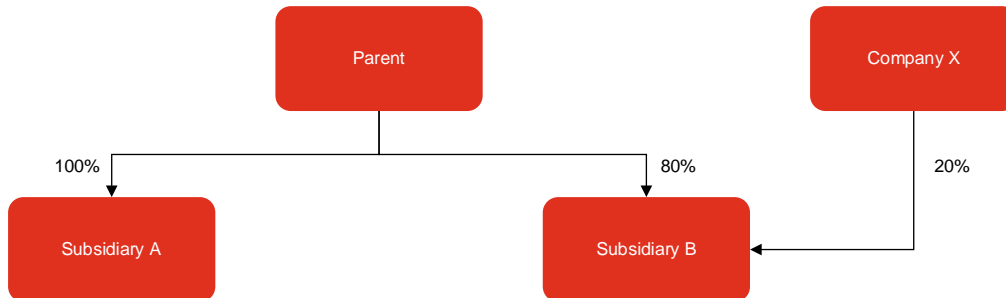 Parent
Company X
100%
80%
20%
Subsidiary A
Subsidiary B